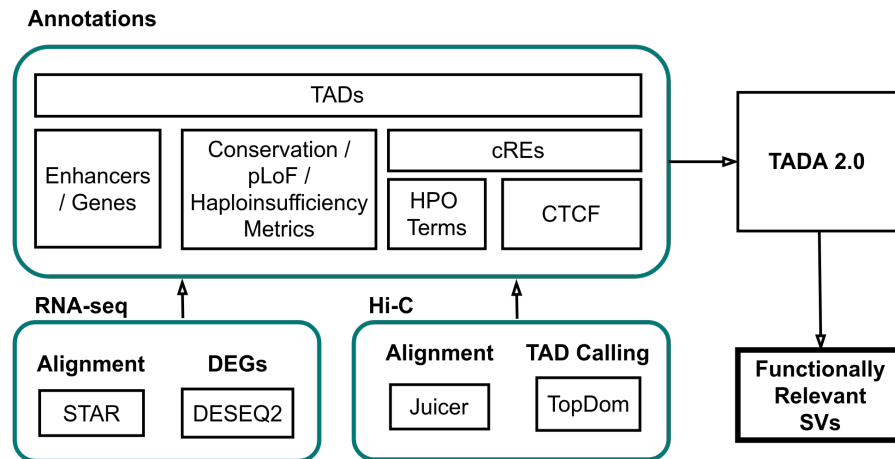 Annotations
TADs
Enhancers
/ Genes
Conservation /
pLoF /
Haploinsufficiency
Metrics
cREs
HPO
Terms
CTCF
TADA 2.0
RNA-seq
Alignment
STAR
DEGs
DESEQ2
Hi-C
Alignment
Juicer
TAD Calling
TopDom
Functionally
Relevant
SVs